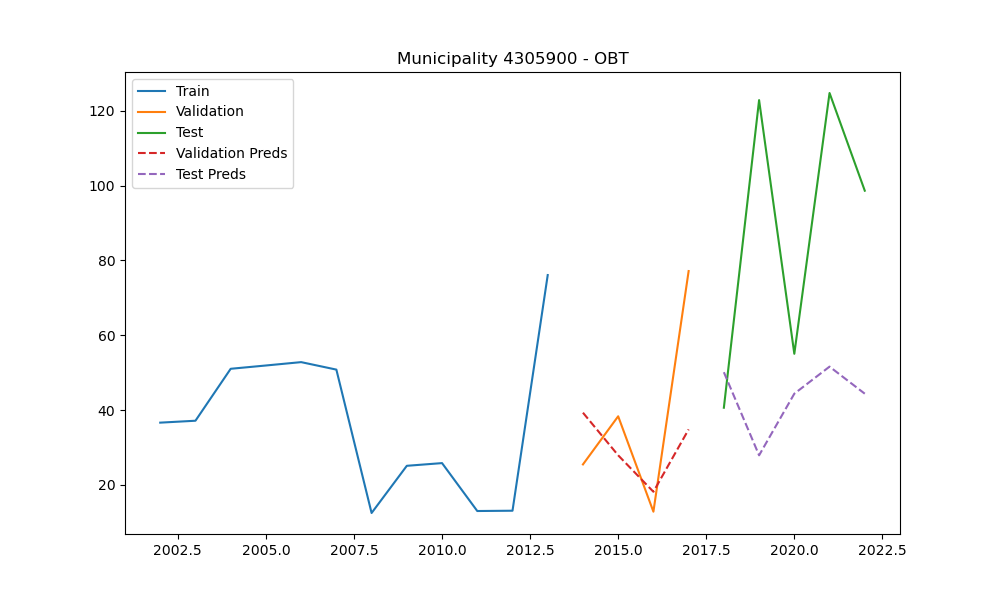 Municipality 4305900 - OBT
Train
Validation
Test
Validation Preds
Test Preds
120
100
80
60
40
20
2002.5 2005.0 2007.5 2010.0 2012.5 2015.0 2017.5 2020.0 2022.5